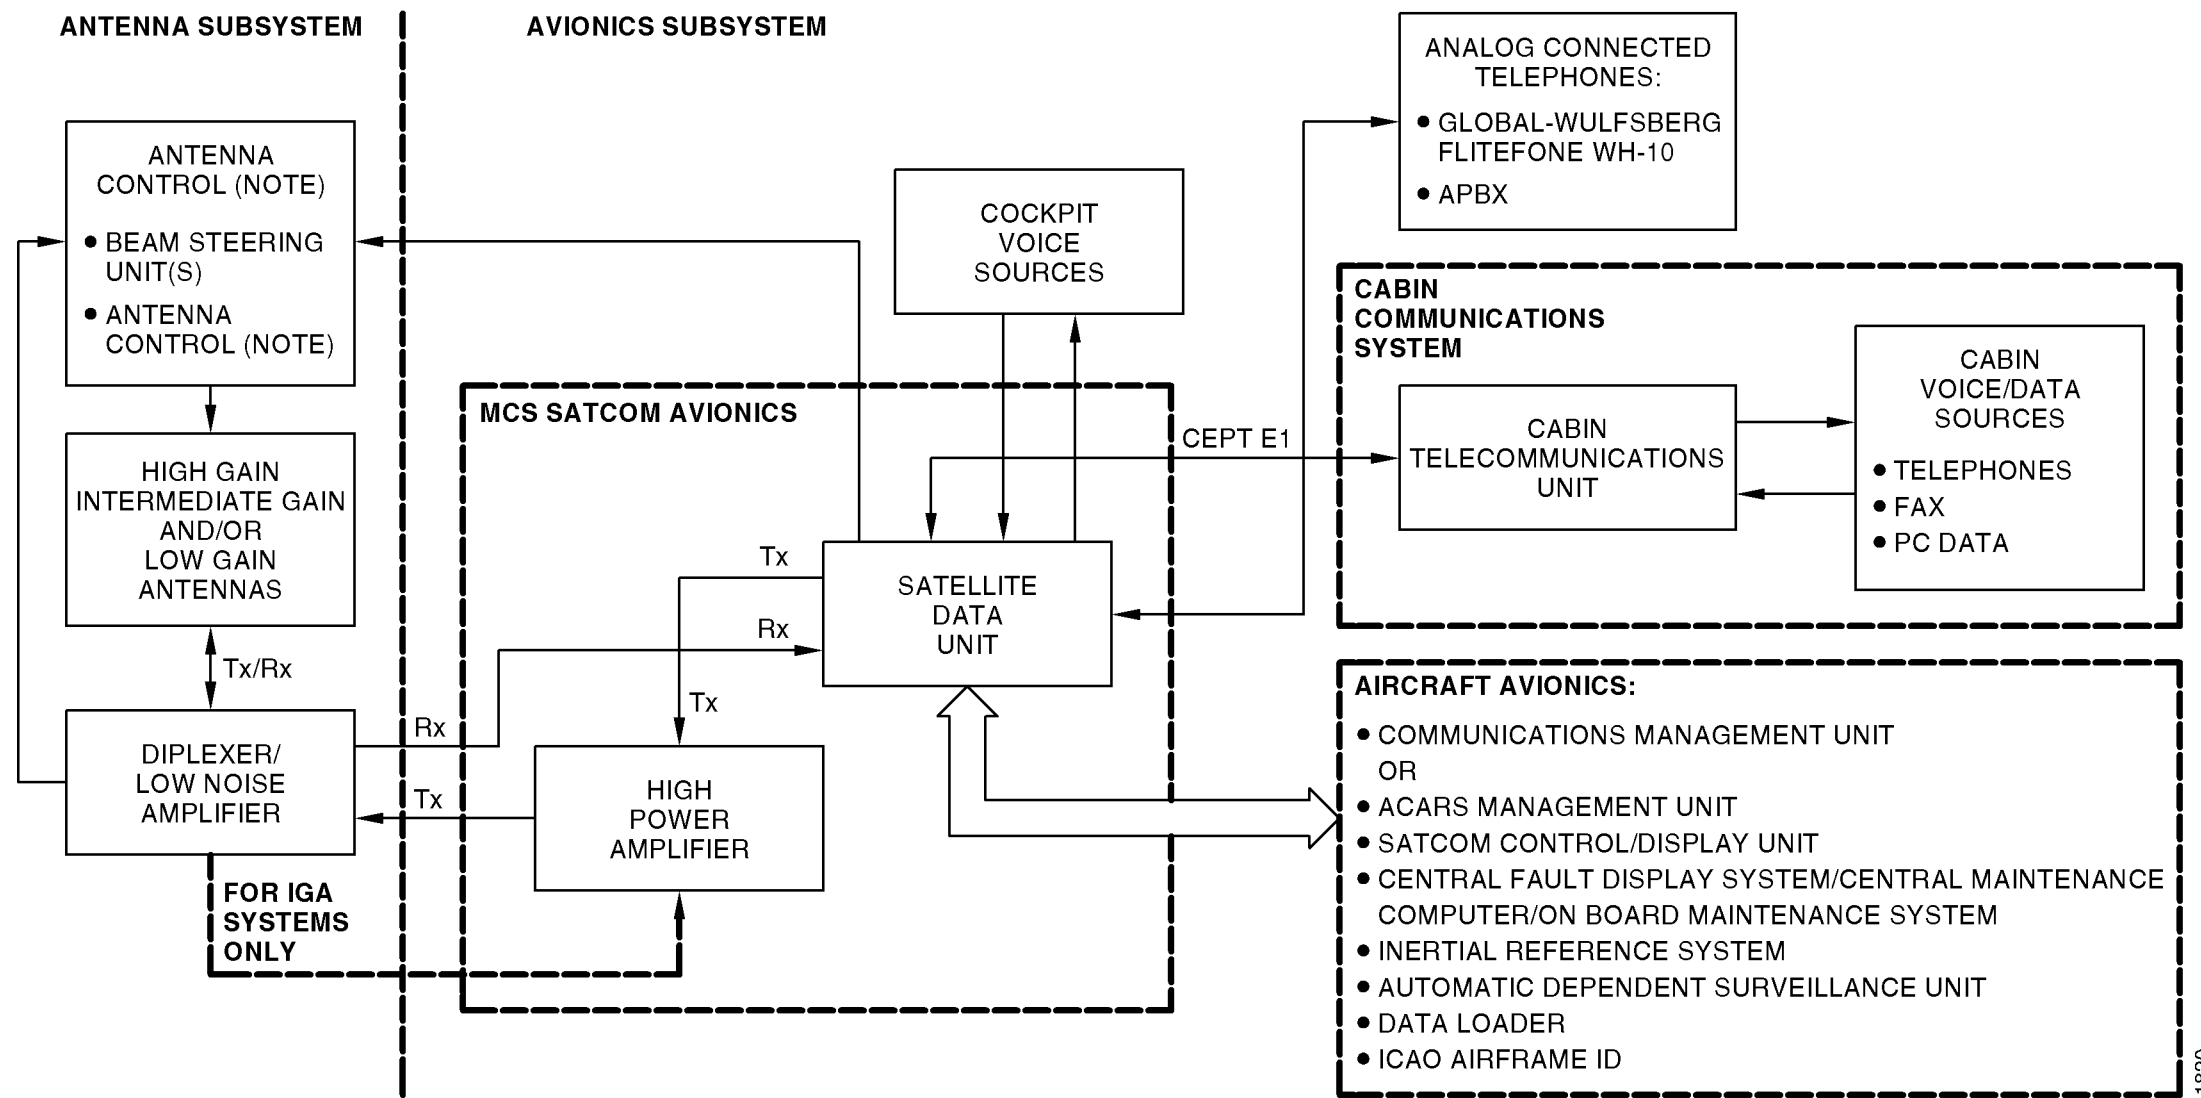 ANTENNA SUBSYSTEM
AVIONICS SUBSYSTEM
ANTENNA
CONTROL (NOTE)
● BEAM STEERING
UNIT(S)
● ANTENNA
CONTROL (NOTE)
HIGH GAIN
INTERMEDIATE GAIN
AND/OR
LOW GAIN
ANTENNAS
Tx/Rx
DIPLEXER/
LOW NOISE
AMPLIFIER
FOR IGA
SYSTEMS
ONLY
Rx
Tx
COCKPIT
VOICE
SOURCES
MCS SATCOM AVIONICS
Tx
Rx
Tx
SATELLITE
DATA
UNIT
HIGH
POWER
AMPLIFIER
CEPT E1
ANALOG CONNECTED
TELEPHONES:
● GLOBAL-WULFSBERG
FLITEFONE WH-10
● APBX
CABIN
COMMUNICATIONS
SYSTEM
CABIN
TELECOMMUNICATIONS
UNIT
CABIN
VOICE/DATA
SOURCES
● TELEPHONES
● FAX
● PC DATA
AIRCRAFT AVIONICS:
● COMMUNICATIONS MANAGEMENT UNIT
OR
● ACARS MANAGEMENT UNIT
● SATCOM CONTROL/DISPLAY UNIT
● CENTRAL FAULT DISPLAY SYSTEM/CENTRAL MAINTENANCE
COMPUTER/ON BOARD MAINTENANCE SYSTEM
● INERTIAL REFERENCE SYSTEM
● AUTOMATIC DEPENDENT SURVEILLANCE UNIT
● DATA LOADER
● ICAO AIRFRAME ID